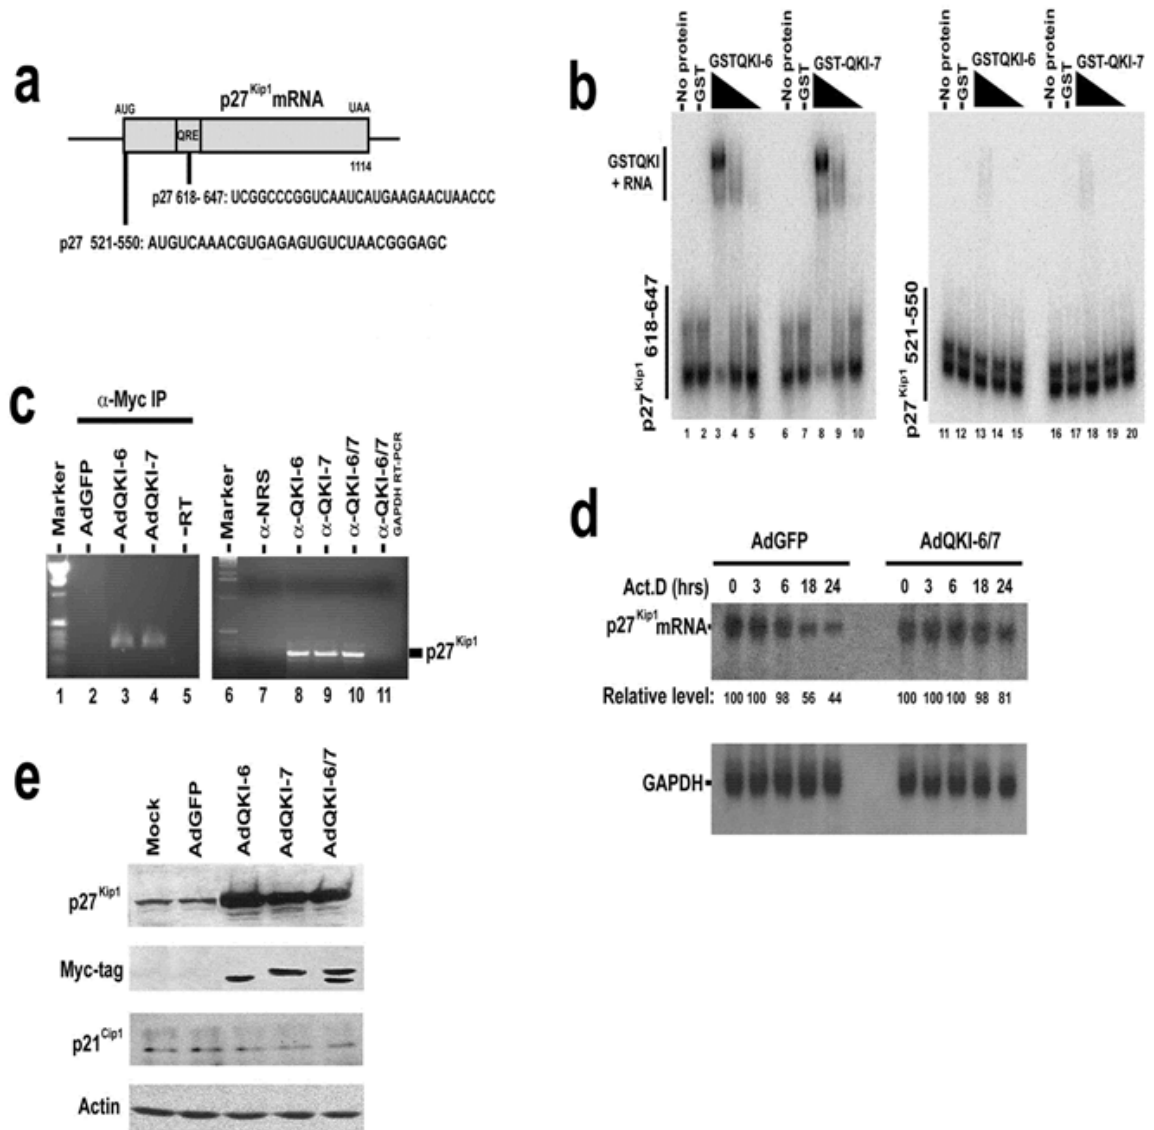 a
p27Kip1 mRNA
AUG
UAA
QRE
1114
p27 618- 647: UCGGCCCGGUCAAUCAUGAAGAACUAACCC
p27 521-550: AUGUCAAACGUGAGAGUGUCUAACGGGAGC
b
No protein
GST
GSTQKI-6
No protein
GST
GST-QKI-7
No protein
GST
GSTQKI-6
No protein
GST
GST-QKI-7
GSTQKI
+ RNA
p27Kip1 618-647
p27Kip1 521-550
1 2 3 4 5 6 7 8 9 10
11 12 13 14 15 16 17 18 19 20
c
α-Myc IP
Marker
AdGFP
AdQKI-6
AdQKI-7
-RT
Marker
α-NRS
α-QKI-6
α-QKI-7
α-QKI-6/7
α-QKI-6/7
GAPDH RT-PCR
p27Kip1
1 2 3 4 5 6 7 8 9 10 11
d
AdGFP
AdQKI-6/7
Act.D (hrs) 0 3 6 18 24 0 3 6 18 24
p27Kip1 mRNA
Relative level: 100 100 98 56 44 100 100 100 98 81
GAPDH
e
Mock
AdGFP
AdQKI-6
AdQKI-7
AdQKI-6/7
p27Kip1
Myc-tag
p21Cip1
Actin